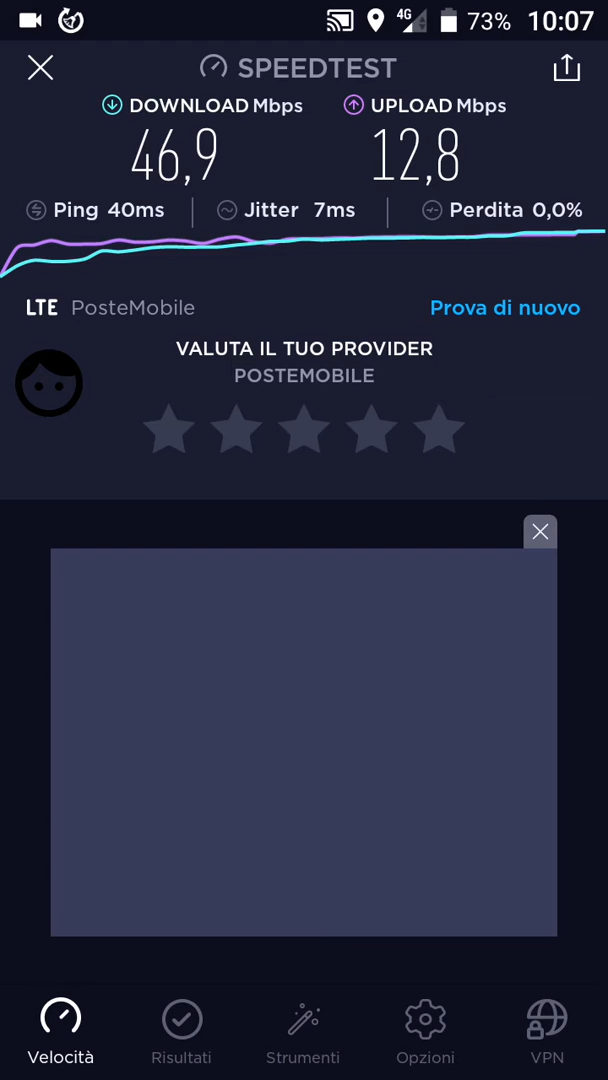 4G 73% 10:07
SPEEDTEST
DOWNLOAD Mbps UPLOAD Mbps
46,9 12,8
Ping 40ms Jitter 7ms Perdita 0,0%
LTE PosteMobile Prova di nuovo
VALUTA IL TUO PROVIDER
POSTEMOBILE
Velocità Risultati Strumenti Opzioni VPN